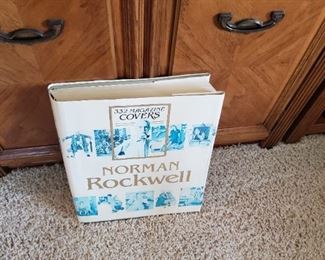 332 MAGAZINE
COVERS
NORMAN
Rockwell